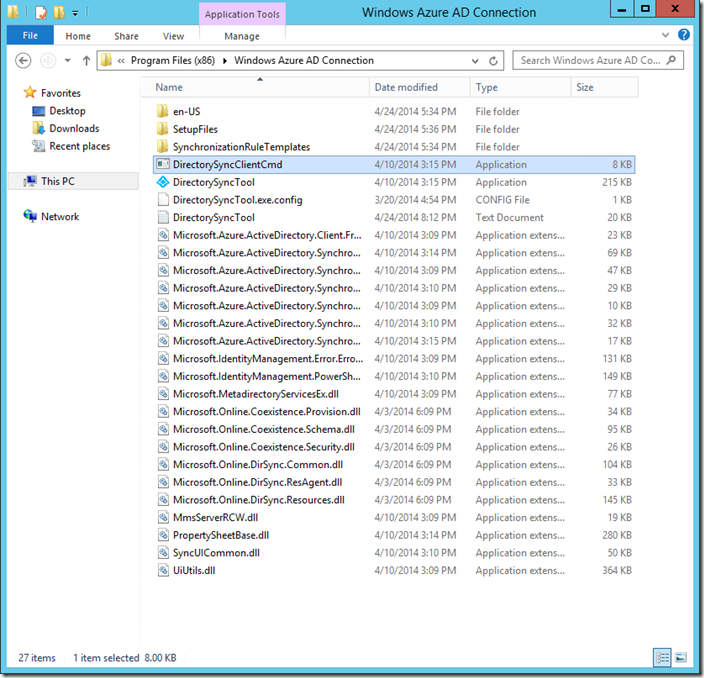 Application Tools
Windows Azure AD Connection
File Home Share View Manage
« Program Files (x86) ▸ Windows Azure AD Connection Search Windows Azure AD Co...
Favorites
Desktop
Downloads
Recent places
This PC
Network
Name Date modified Type Size
en-US 4/24/2014 5:34 PM File folder
SetupFiles 4/24/2014 5:36 PM File folder
SynchronizationRuleTemplates 4/24/2014 5:34 PM File folder
DirectorySyncClientCmd 4/10/2014 3:15 PM Application 8 KB
DirectorySyncTool 4/10/2014 3:15 PM Application 215 KB
DirectorySyncTool.exe.config 3/20/2014 4:54 PM CONFIG File 1 KB
DirectorySyncTool 4/24/2014 8:12 PM Text Document 20 KB
Microsoft.Azure.ActiveDirectory.Client.Fr... 4/10/2014 3:09 PM Application extens... 23 KB
Microsoft.Azure.ActiveDirectory.Synchro... 4/10/2014 3:14 PM Application extens... 69 KB
Microsoft.Azure.ActiveDirectory.Synchro... 4/10/2014 3:09 PM Application extens... 47 KB
Microsoft.Azure.ActiveDirectory.Synchro... 4/10/2014 3:10 PM Application extens... 29 KB
Microsoft.Azure.ActiveDirectory.Synchro... 4/10/2014 3:09 PM Application extens... 10 KB
Microsoft.Azure.ActiveDirectory.Synchro... 4/10/2014 3:10 PM Application extens... 32 KB
Microsoft.Azure.ActiveDirectory.Synchro... 4/10/2014 3:15 PM Application extens... 17 KB
Microsoft.IdentityManagement.Error.Erro... 4/10/2014 3:09 PM Application extens... 131 KB
Microsoft.IdentityManagement.PowerSh... 4/10/2014 3:10 PM Application extens... 149 KB
Microsoft.MetadirectoryServicesEx.dll 4/10/2014 3:09 PM Application extens... 77 KB
Microsoft.Online.Coexistence.Provision.dll 4/3/2014 6:09 PM Application extens... 34 KB
Microsoft.Online.Coexistence.Schema.dll 4/3/2014 6:09 PM Application extens... 95 KB
Microsoft.Online.Coexistence.Security.dll 4/3/2014 6:09 PM Application extens... 26 KB
Microsoft.Online.DirSync.Common.dll 4/3/2014 6:09 PM Application extens... 104 KB
Microsoft.Online.DirSync.ResAgent.dll 4/3/2014 6:09 PM Application extens... 33 KB
Microsoft.Online.DirSync.Resources.dll 4/3/2014 6:09 PM Application extens... 145 KB
MmsServerRCW.dll 4/10/2014 3:09 PM Application extens... 19 KB
PropertySheetBase.dll 4/10/2014 3:14 PM Application extens... 280 KB
SyncUICommon.dll 4/10/2014 3:10 PM Application extens... 50 KB
UiUtils.dll 4/10/2014 3:09 PM Application extens... 364 KB
27 items 1 item selected 8.00 KB